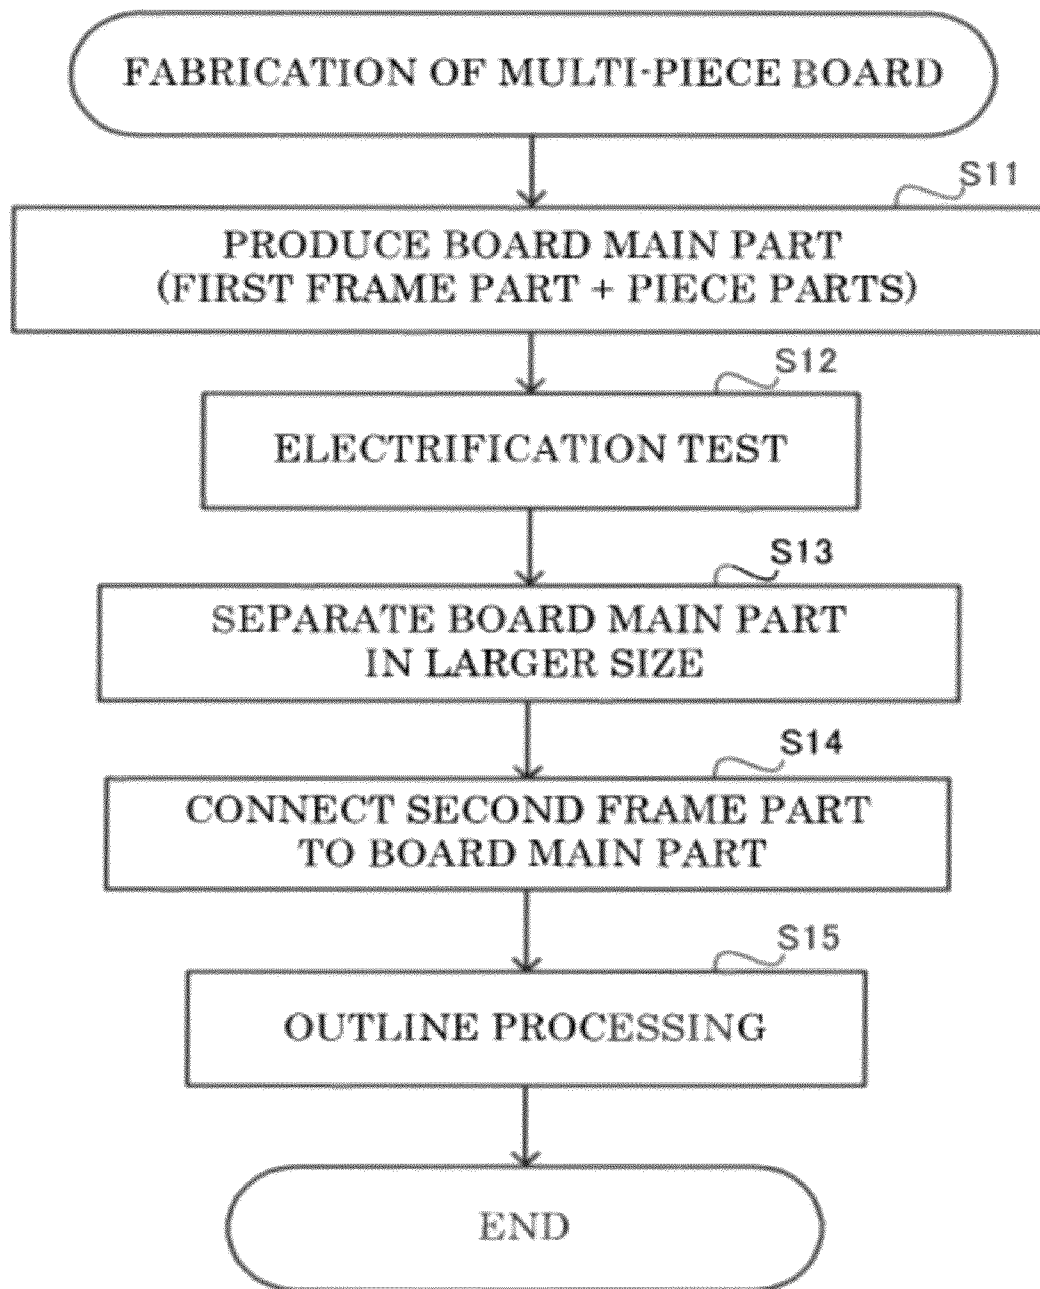 FABRICATION OF MULTI-PIECE BOARD
S11
PRODUCE BOARD MAIN PART
(FIRST FRAME PART + PIECE PARTS)
S12
ELECTRIFICATION TEST
S13
SEPARATE BOARD MAIN PART
IN LARGER SIZE
S14
CONNECT SECOND FRAME PART
TO BOARD MAIN PART
S15
OUTLINE PROCESSING
END